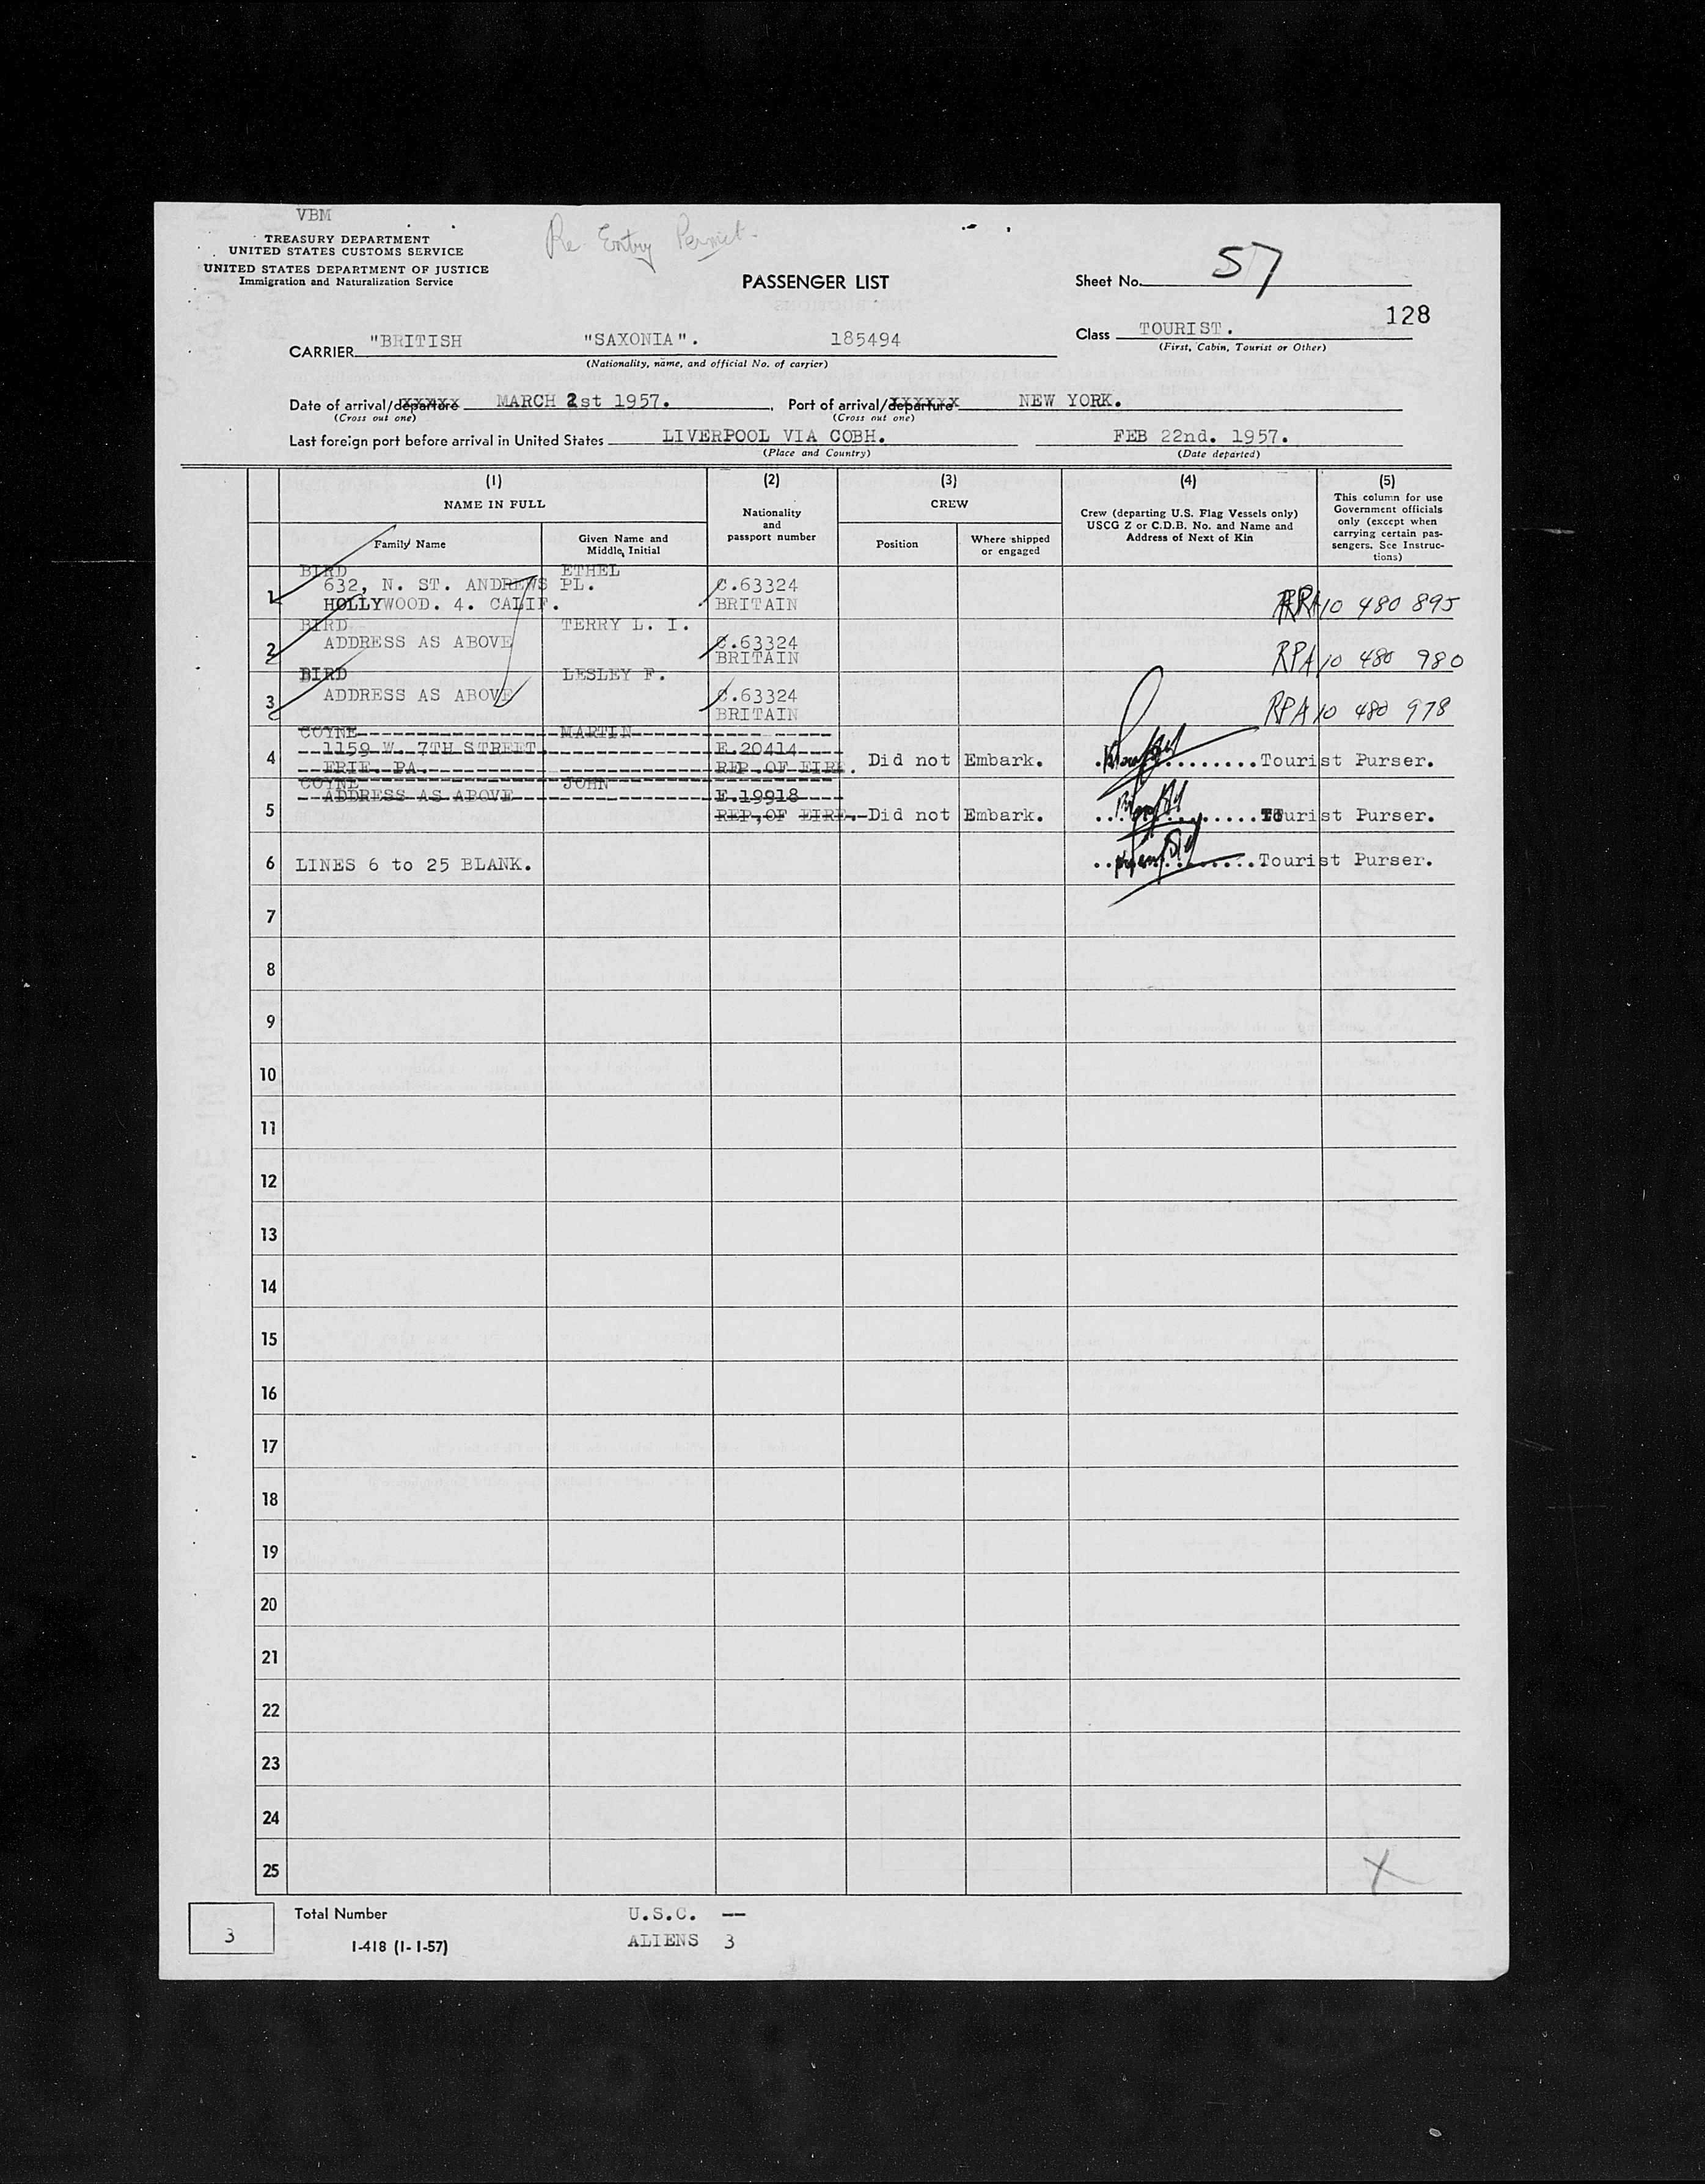 VBM
TREASURY DEPARTMENT
UNITED STATES CUSTOMS SERVICE
UNITED STATES DEPARTMENT OF JUSTICE
Immigration and Naturalization Service
Re Entry Permit.
PASSENGER LIST
Sheet No. 57
128
CARRIER "BRITISH "SAXONIA". 185494
(Nationality, name, and official No. of carrier)
Class TOURIST.
(First, Cabin, Tourist or Other)
Date of arrival/departure MARCH 2st 1957. Port of arrival/departure NEW YORK.
(Cross out one) (Cross out one)
Last foreign port before arrival in United States LIVERPOOL VIA COBH. FEB 22nd. 1957.
(Place and Country) (Date departed)
(1) (2) (3) (4) (5)
NAME IN FULL
Family Name
Given Name and
Middle Initial
Nationality
and
passport number
CREW
Position
Where shipped
or engaged
Crew (departing U.S. Flag Vessels only)
USCG Z or C.D.B. No. and Name and
Address of Next of Kin
This column for use
Government officials
only (except when
carrying certain pas-
sengers. See Instruc-
tions)
BIRD ETHEL
1 632, N. ST. ANDREWS PL. C.63324
HOLLYWOOD. 4. CALIF. BRITAIN RPA10 480 895
BIRD TERRY L. I.
2 ADDRESS AS ABOVE C.63324
BRITAIN RPA10 480 980
BIRD LESLEY F.
3 ADDRESS AS ABOVE C.63324
BRITAIN RPA10 480 978
COYNE MARTIN
4 1159 W. 7TH STREET. E.20414
ERIE. PA. REP.OF EIRE. Did not Embark. Tourist Purser.
COYNE JOHN
5 ADDRESS AS ABOVE E.19918
REP,OF EIRE. Did not Embark. Tourist Purser.
6 LINES 6 to 25 BLANK. Tourist Purser.
7
8
9
10
11
12
13
14
15
16
17
18
19
20
21
22
23
24
25 X
3 Total Number U.S.C. --
I-418 (1-1-57) ALIENS 3